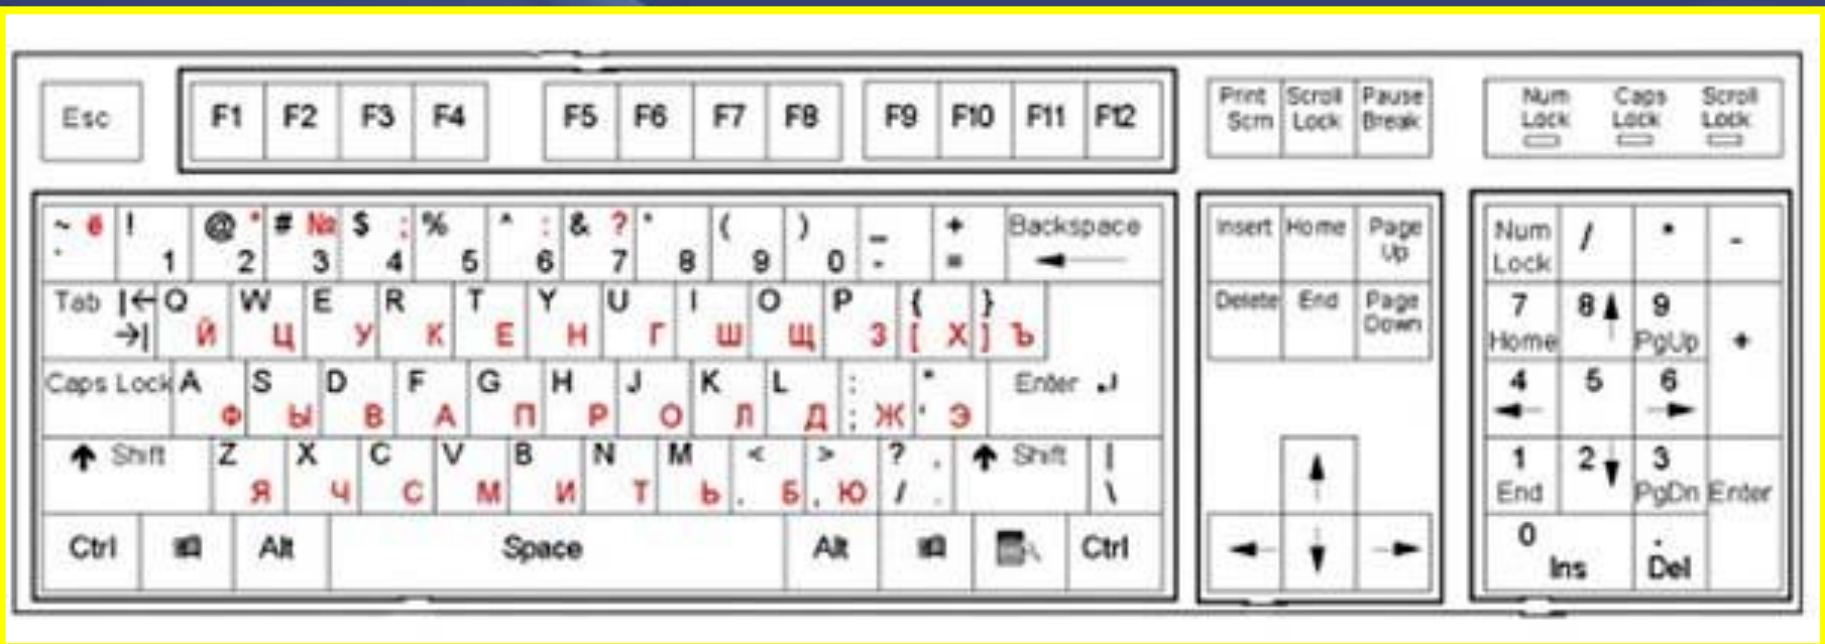 Esc F1 F2 F3 F4 F5 F6 F7 F8 F9 F10 F11 F12 Print Scrn Scroll Lock Pause Break Num Lock Caps Lock Scroll Lock
~ ё ! 1 @ " 2 # № 3 $ ; 4 % 5 ^ : 6 & ? 7 * 8 ( 9 ) 0 _ - + = Backspace Insert Home Page Up Num Lock / * -
Tab Q Й W Ц E У R К T Е Y Н U Г I Ш O Щ P З { [ Х } ] Ъ Delete End Page Down 7 Home 8 9 PgUp +
Caps Lock A Ф S Ы D В F А G П H Р J О K Л L Д : ; Ж " ' Э Enter 4 5 6
Shift Z Я X Ч C С V М B И N Т M Ь < , Б > . Ю ? / , . Shift | \ 1 End 2 3 PgDn Enter
Ctrl Alt Space Alt Ctrl 0 Ins . Del